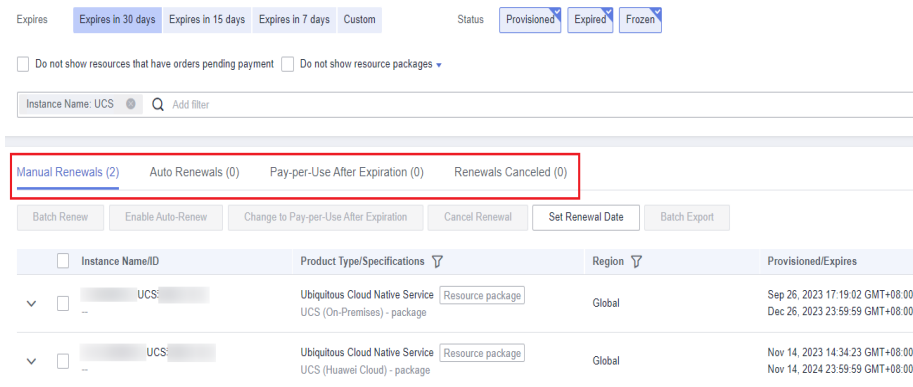 Expires Expires in 30 days Expires in 15 days Expires in 7 days Custom Status Provisioned Expired Frozen
Do not show resources that have orders pending payment Do not show resource packages
Instance Name: UCS Add filter
Manual Renewals (2) Auto Renewals (0) Pay-per-Use After Expiration (0) Renewals Canceled (0)
Batch Renew Enable Auto-Renew Change to Pay-per-Use After Expiration Cancel Renewal Set Renewal Date Batch Export
Instance Name/ID Product Type/Specifications Region Provisioned/Expires
UCS Ubiquitous Cloud Native Service Resource package Global Sep 26, 2023 17:19:02 GMT+08:00
-- UCS (On-Premises) - package Dec 26, 2023 23:59:59 GMT+08:00
UCS Ubiquitous Cloud Native Service Resource package Global Nov 14, 2023 14:34:23 GMT+08:00
-- UCS (Huawei Cloud) - package Nov 14, 2024 23:59:59 GMT+08:00